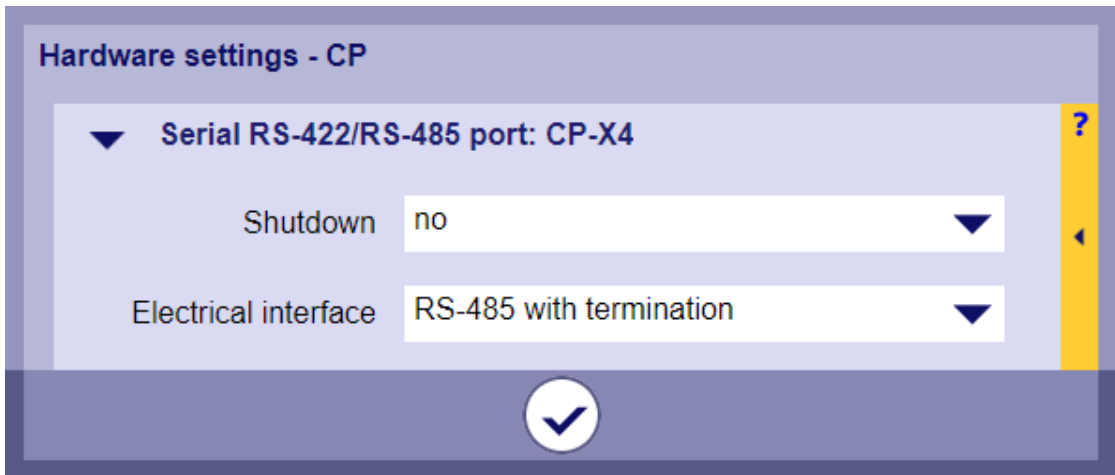 Hardware settings - CP
Serial RS-422/RS-485 port: CP-X4
?
Shutdown no
Electrical interface RS-485 with termination